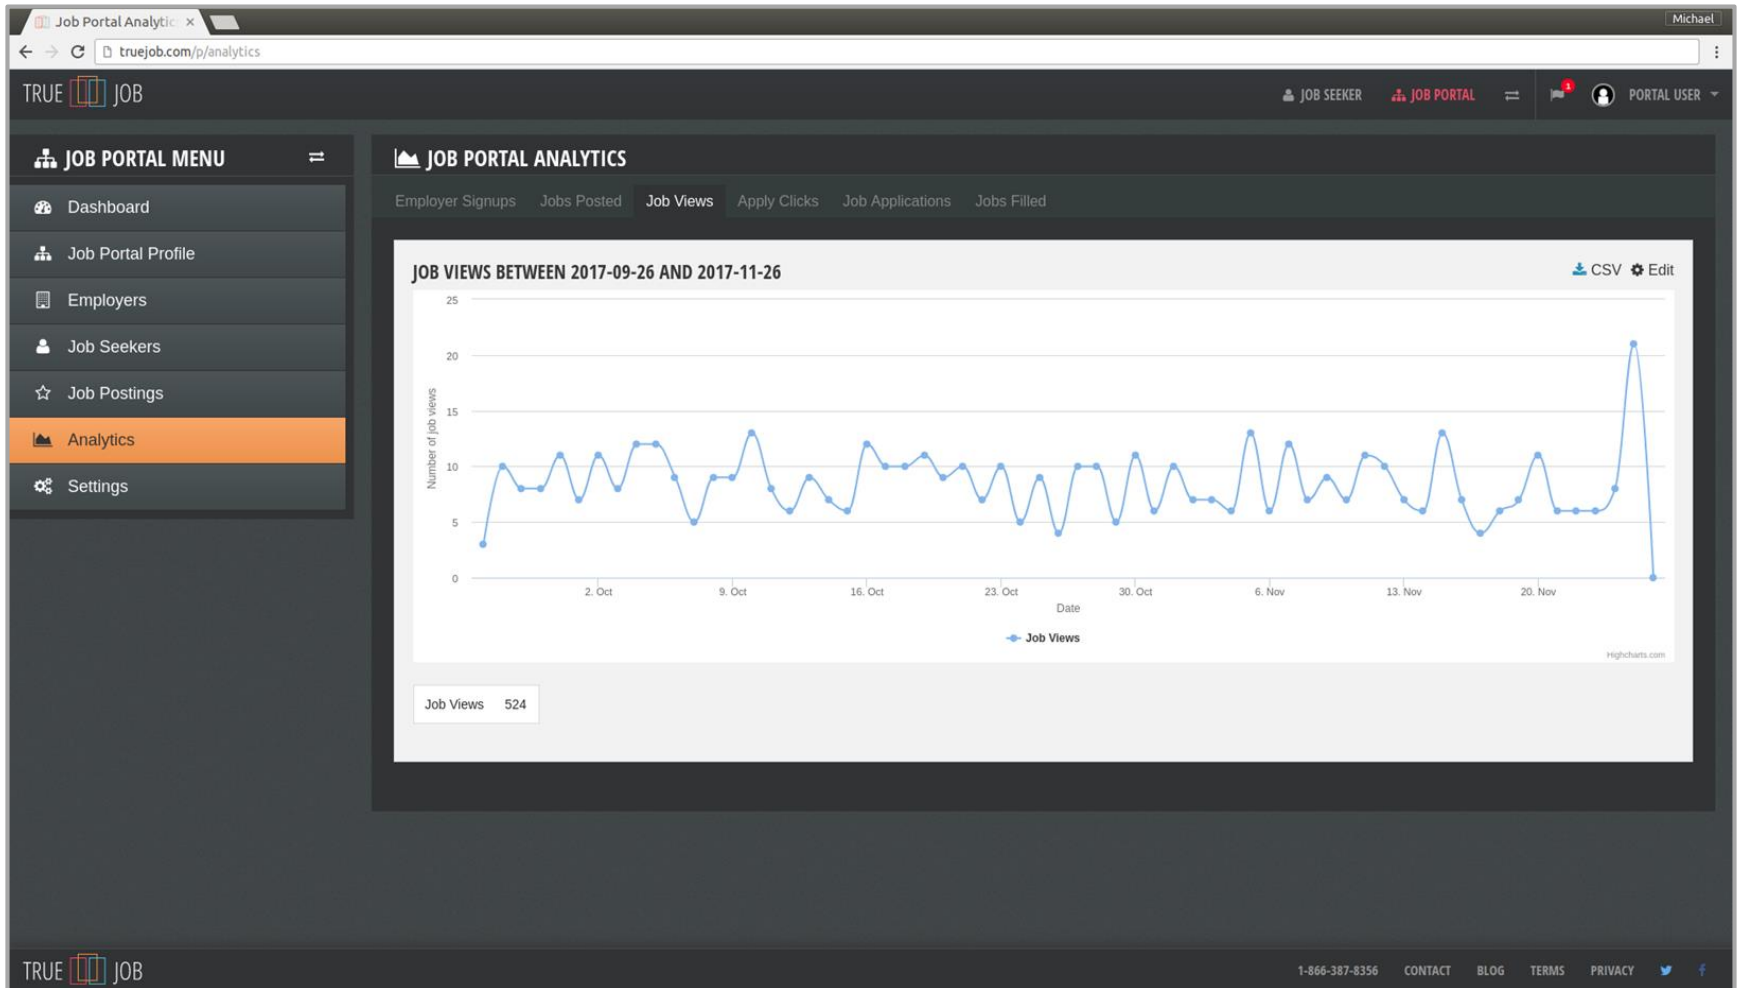 Job Portal Analytic
Michael
truejob.com/p/analytics
TRUE JOB
JOB SEEKER
JOB PORTAL
1
PORTAL USER
JOB PORTAL MENU
Dashboard
Job Portal Profile
Employers
Job Seekers
Job Postings
Analytics
Settings
JOB PORTAL ANALYTICS
Employer Signups Jobs Posted Job Views Apply Clicks Job Applications Jobs Filled
JOB VIEWS BETWEEN 2017-09-26 AND 2017-11-26
CSV Edit
Number of job views
25
20
15
10
5
0
2. Oct 9. Oct 16. Oct 23. Oct 30. Oct 6. Nov 13. Nov 20. Nov
Date
Job Views
Highcharts.com
Job Views 524
TRUE JOB
1-866-387-8356 CONTACT BLOG TERMS PRIVACY